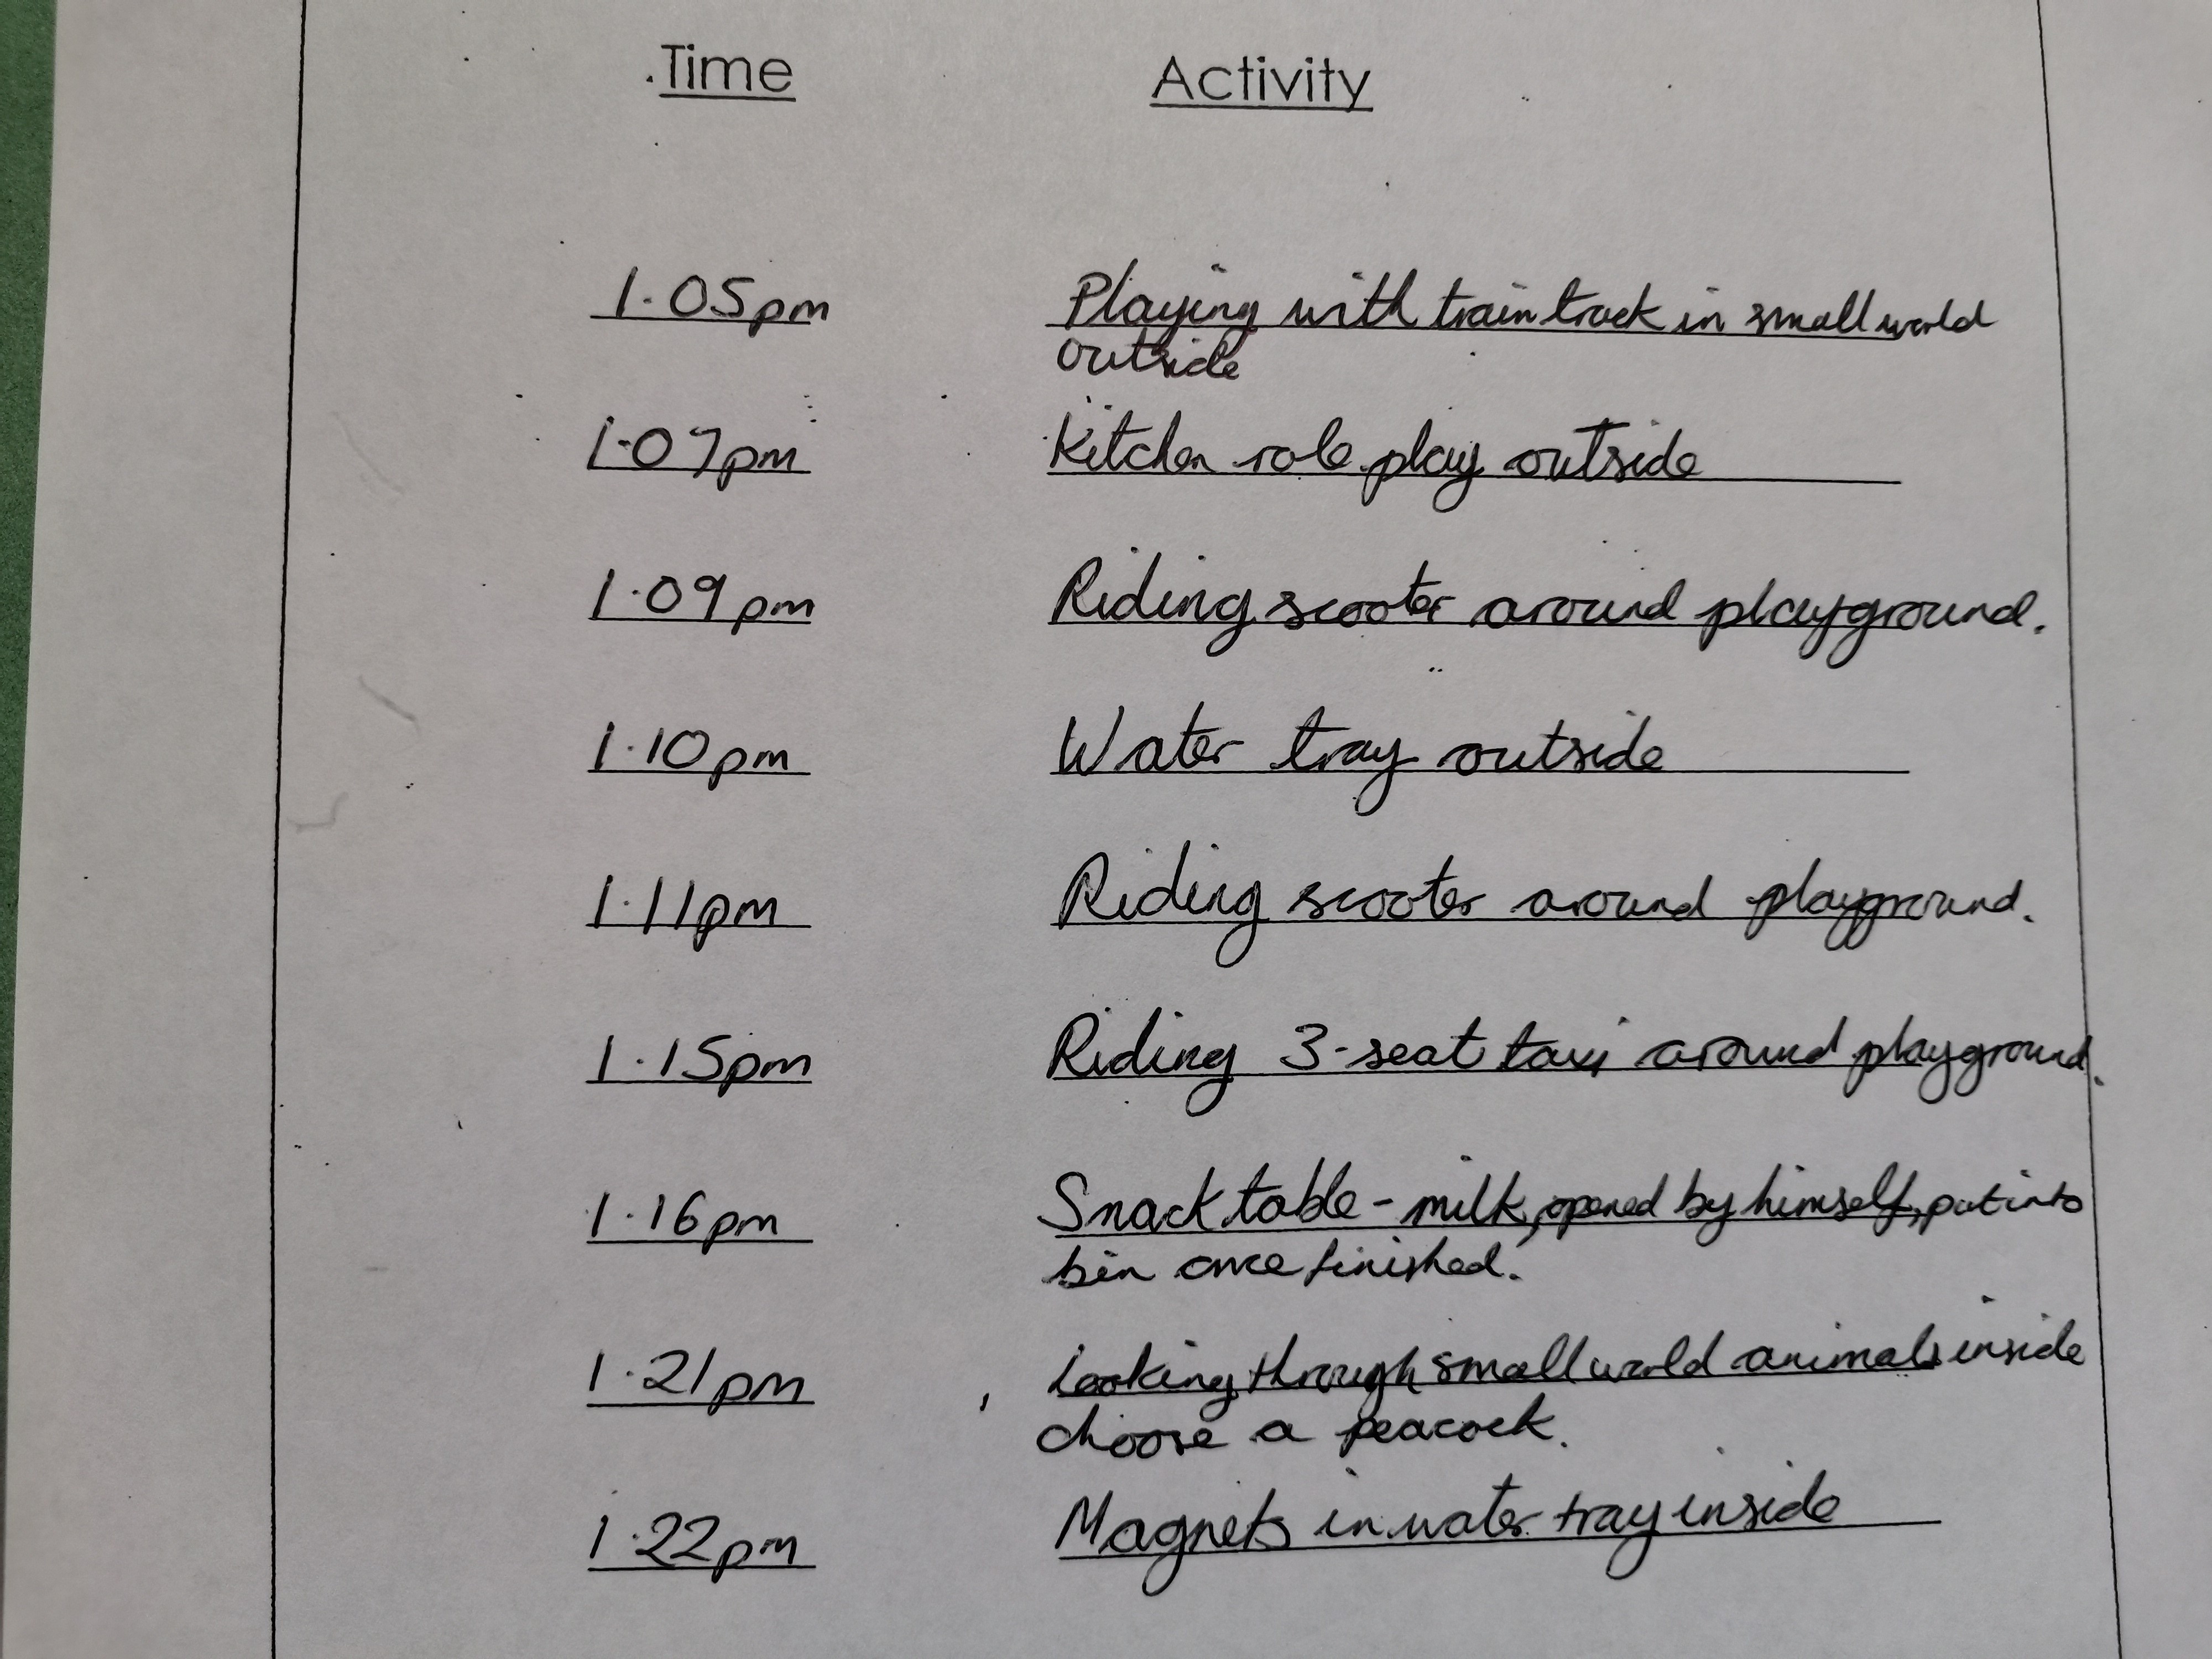 Time Activity
1.05pm Playing with train track in small world
outside
1.07pm Kitchen role play outside
1.09pm Riding scooter around playground.
1.10pm Water tray outside
1.11pm Riding scooter around playground.
1.15pm Riding 3-seat taxi around playground.
1.16pm Snack table - milk, opened by himself, put into
bin once finished.
1.21pm Looking through small world animals inside
choose a peacock.
1.22pm Magnets in water tray inside